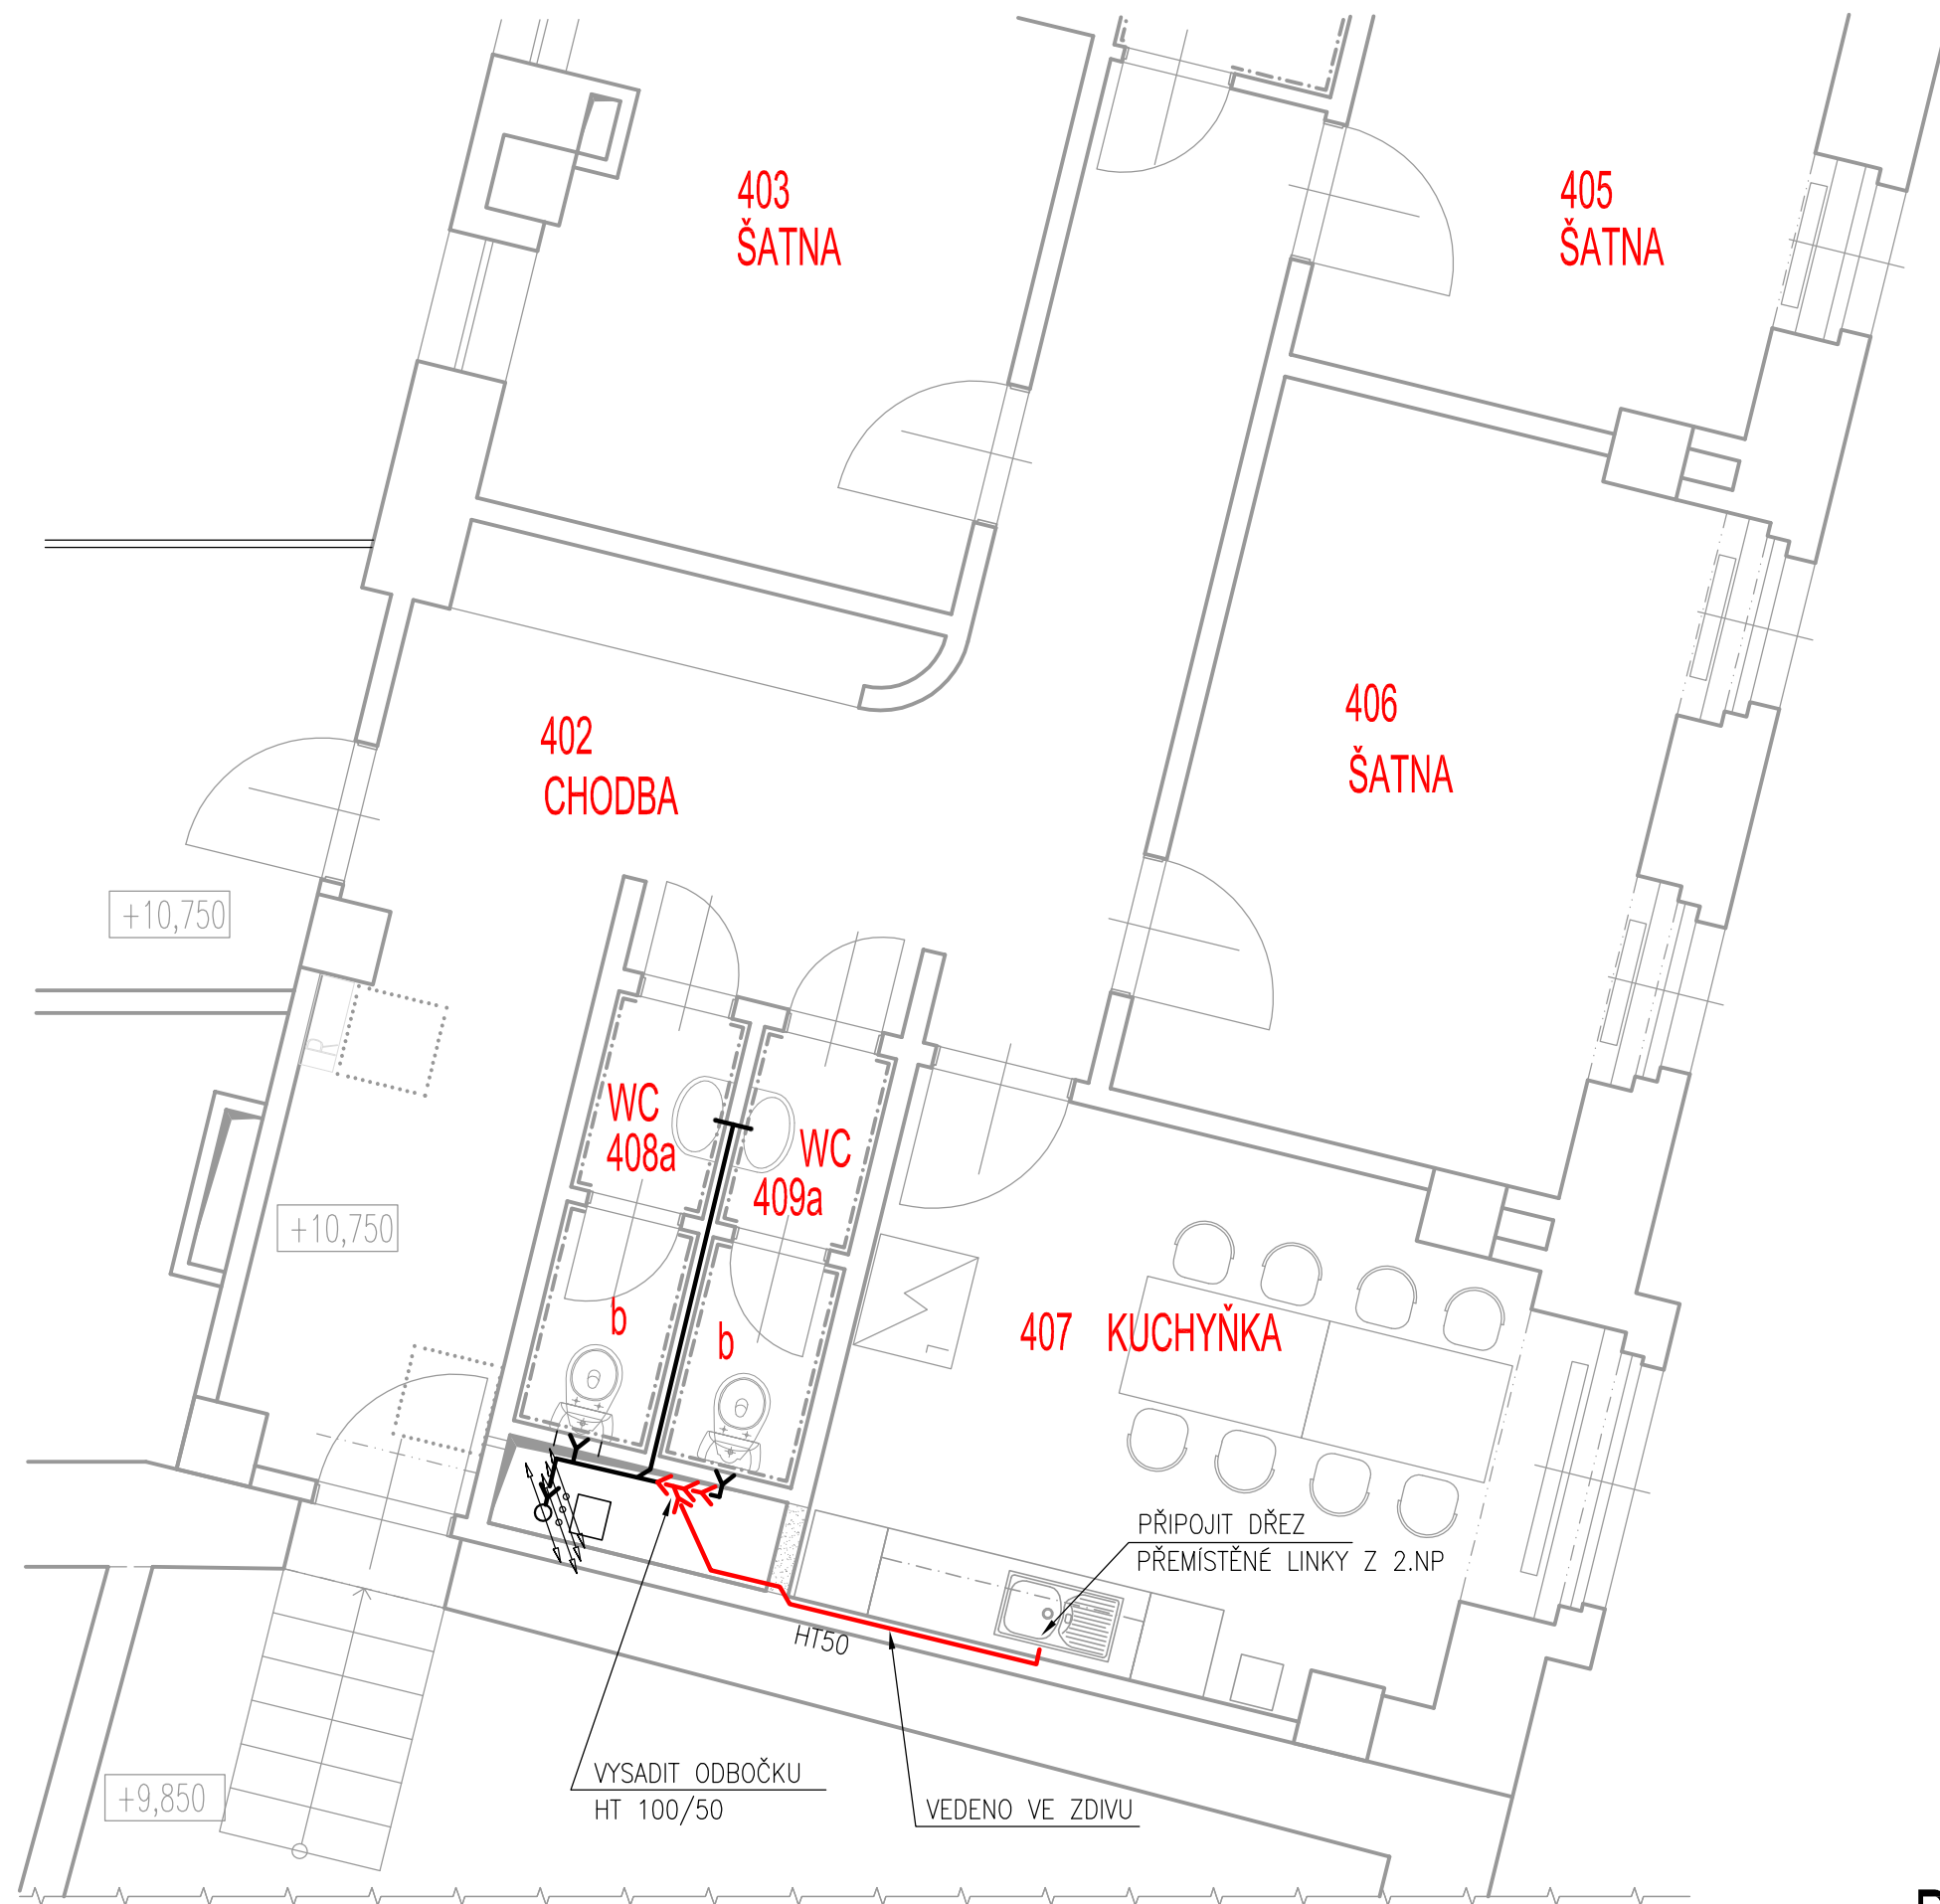 403
ŠATNA
405
ŠATNA
406
ŠATNA
402
CHODBA
+10,750
R
WC
408a
WC
409a
+10,750
b
b
407 KUCHYŇKA
PŘIPOJIT DŘEZ
PŘEMÍSTĚNÉ LINKY Z 2.NP
HT50
VYSADIT ODBOČKU
HT 100/50
VEDENO VE ZDIVU
+9,850